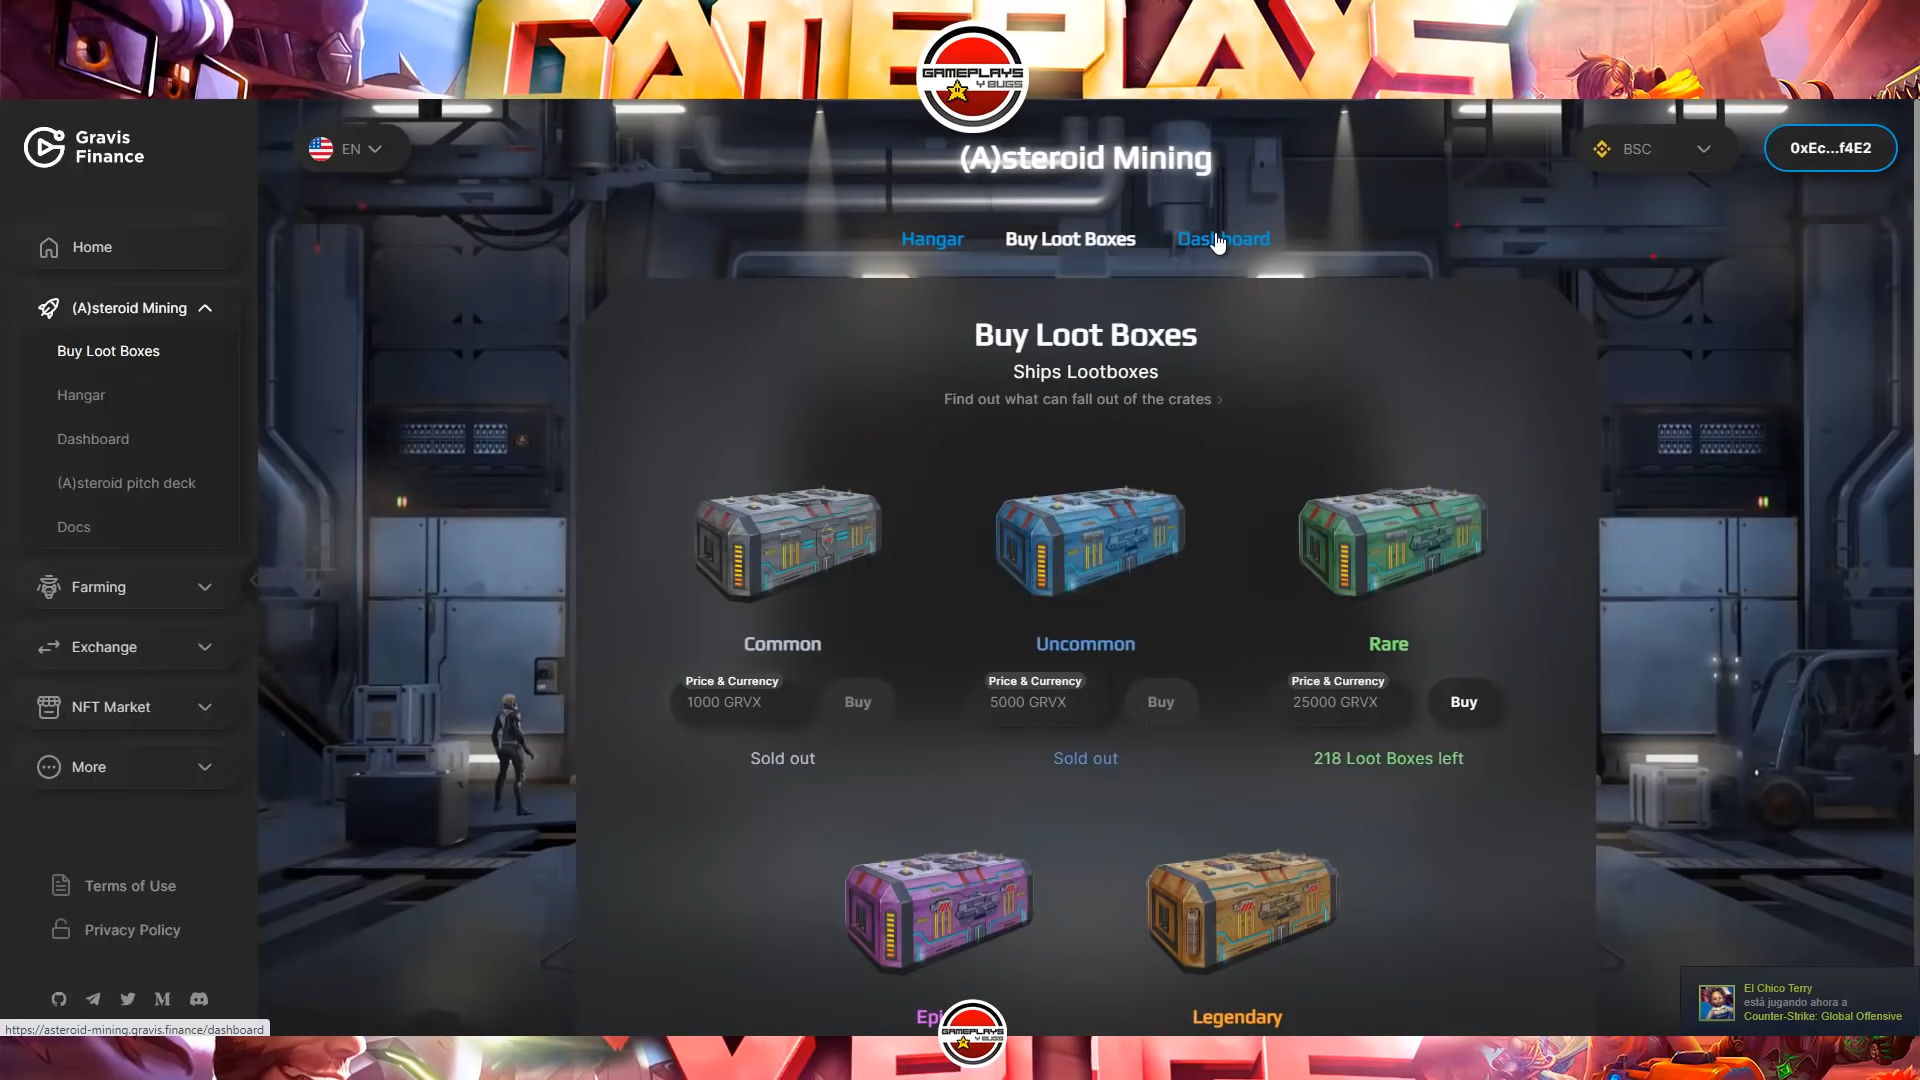 GAMEPLAYS
GAMEPLAYS
Y BUGS
Gravis
Finance
EN
(A)steroid Mining
BSC
0xEc...f4E2
Hangar
Buy Loot Boxes
Dashboard
Home
(A)steroid Mining
Buy Loot Boxes
Hangar
Dashboard
(A)steroid pitch deck
Docs
Farming
Exchange
NFT Market
More
Terms of Use
Privacy Policy
Buy Loot Boxes
Ships Lootboxes
Find out what can fall out of the crates
Common
Uncommon
Rare
Price & Currency
1000 GRVX
Buy
Price & Currency
5000 GRVX
Buy
Price & Currency
25000 GRVX
Buy
Sold out
Sold out
218 Loot Boxes left
Legendary
El Chico Terry
está jugando ahora a
Counter-Strike: Global Offensive
https://asteroid-mining.gravis.finance/dashboard
GAMEPLAYS
Y BUGS